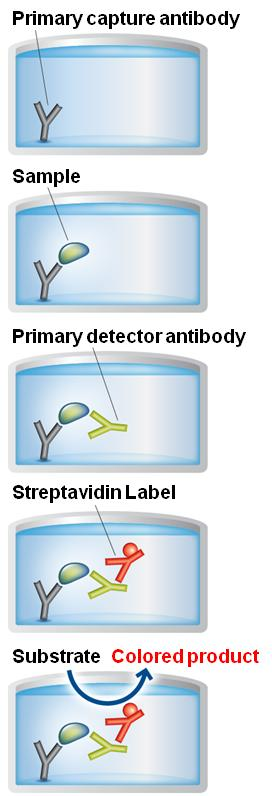 Primary capture antibody
Sample
Primary detector antibody
Streptavidin Label
Substrate Colored product